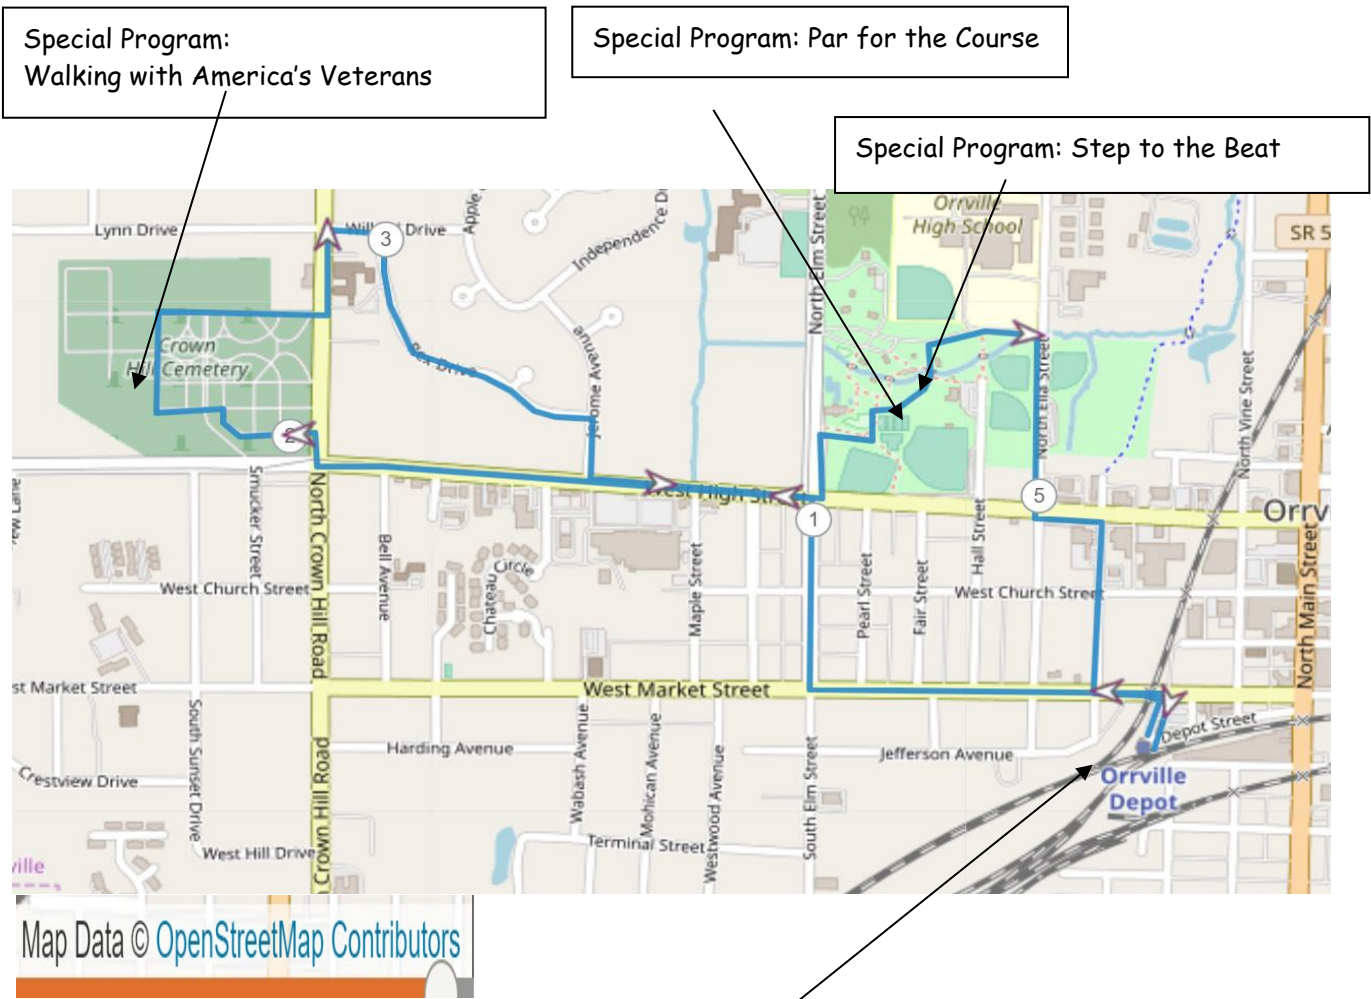 Special Program:
Walking with America's Veterans
Special Program: Par for the Course
Special Program: Step to the Beat
Lynn Drive
Drive
3
Independence
Orrville
High School
SR 5
North Elm Street
Crown
Hill Cemetery
Rex Drive
Jerome Avenue
North Ella Street
North Vine Street
2
West High Street
1
5
Orrv
Smucker Street
North Crown Hill Road
Bell Avenue
Chateau
Circle
Maple Street
Pearl Street
Fair Street
Hall Street
West Church Street
West Church Street
North Main Street
st Market Street
West Market Street
South Sunset Drive
Harding Avenue
Wabash Avenue
Mohican Avenue
Westwood Avenue
South Elm Street
Jefferson Avenue
Depot Street
Orrville
Depot
Crestview Drive
Crown Hill Road
West Hill Drive
Terminal Street
ville
Map Data © OpenStreetMap Contributors